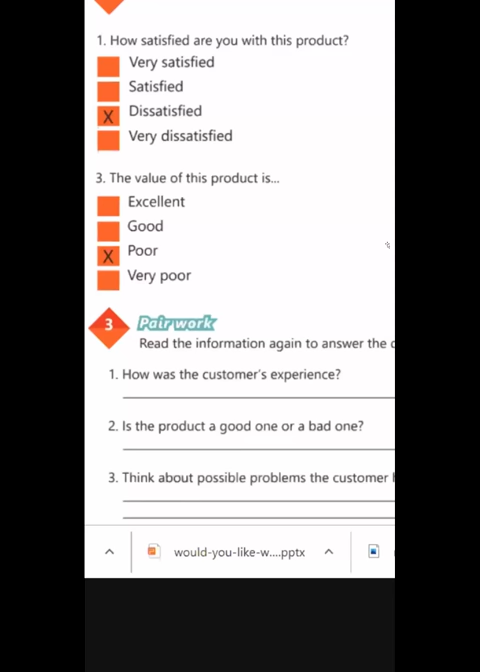 1. How satisfied are you with this product?
Very satisfied
Satisfied
X Dissatisfied
Very dissatisfied
3. The value of this product is...
Excellent
Good
X Poor
Very poor
3 Pair work
Read the information again to answer the
1. How was the customer's experience?
2. Is the product a good one or a bad one?
3. Think about possible problems the customer
would-you-like-w....pptx